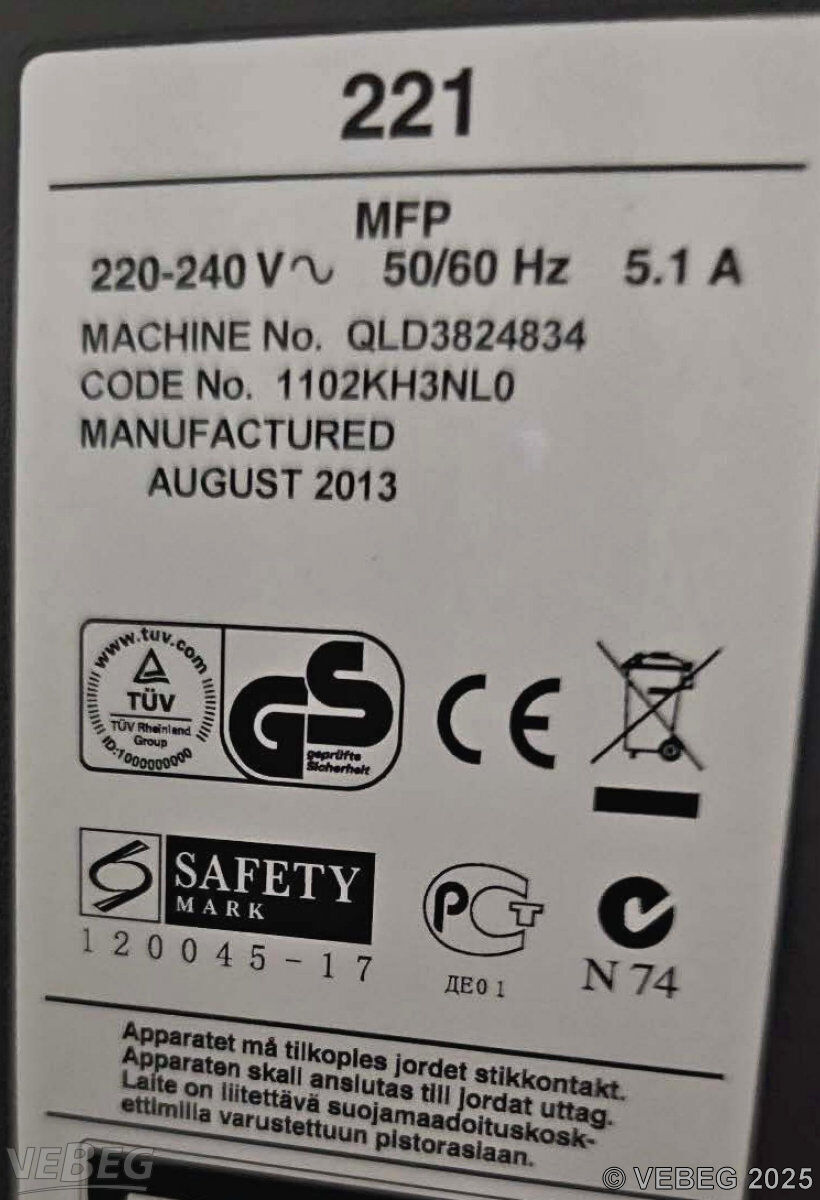 221
MFP
220-240 V∿ 50/60 Hz 5.1 A
MACHINE No. QLD3824834
CODE No. 1102KH3NL0
MANUFACTURED
AUGUST 2013
www.tuv.com
TÜV
TÜV Rheinland
Group
ID:1000000000
GS
geprüfte
Sicherheit
CE
SAFETY
MARK
120045-17
PCT
ДЕ01
N 74
Apparatet må tilkoples jordet stikkontakt.
Apparaten skall anslutas till jordat uttag.
Laite on liitettävä suojamaadoituskosk-
ettimilla varustettuun pistorasiaan.
VEBEG
© VEBEG 2025